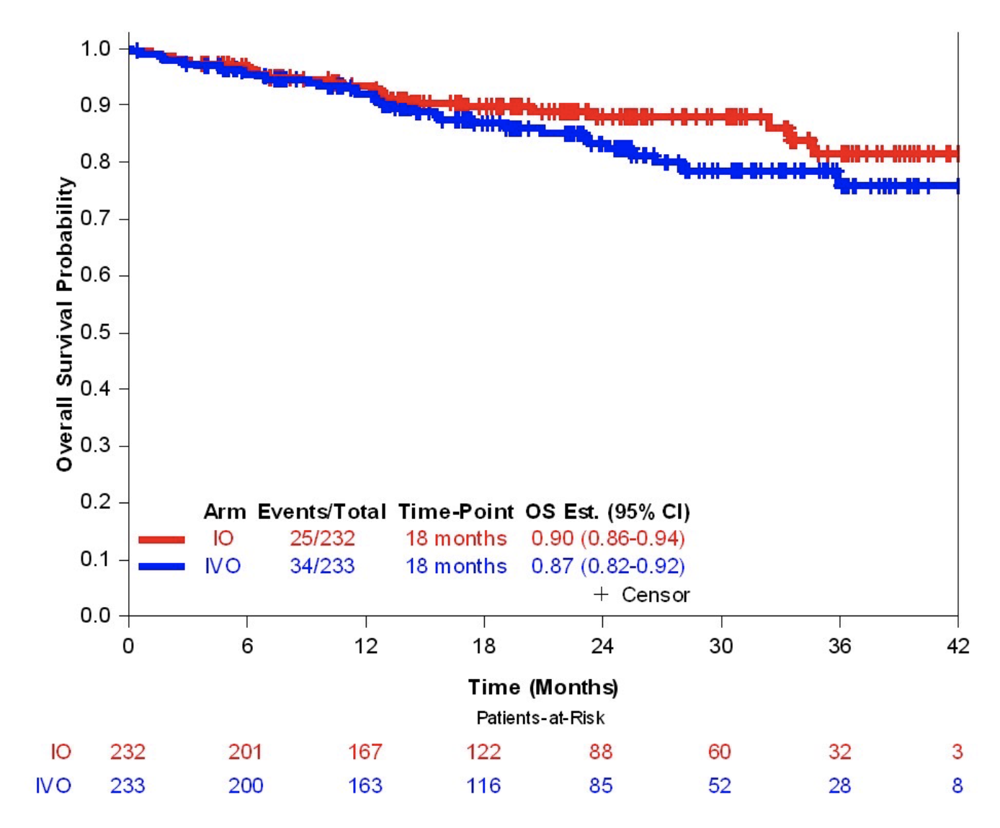 Overall Survival Probability
1.0
0.9
0.8
0.7
0.6
0.5
0.4
0.3
0.2
0.1
0.0
Arm Events/Total Time-Point OS Est. (95% CI)
IO 25/232 18 months 0.90 (0.86-0.94)
IVO 34/233 18 months 0.87 (0.82-0.92)
+ Censor
0 6 12 18 24 30 36 42
Time (Months)
Patients-at-Risk
IO 232 201 167 122 88 60 32 3
IVO 233 200 163 116 85 52 28 8